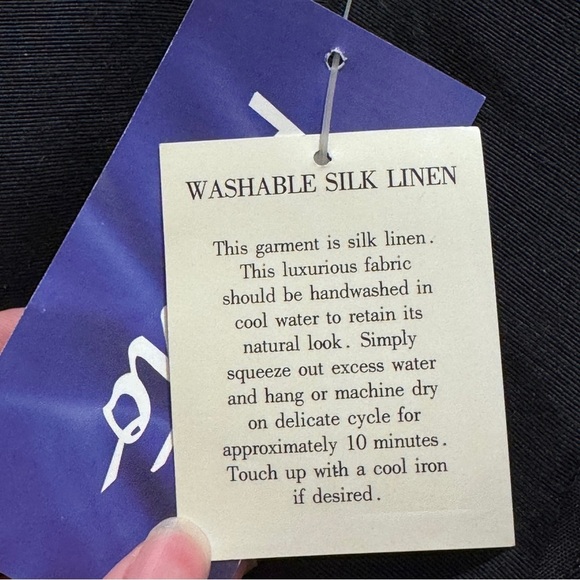 WASHABLE SILK LINEN
This garment is silk linen.
This luxurious fabric
should be handwashed in
cool water to retain its
natural look. Simply
squeeze out excess water
and hang or machine dry
on delicate cycle for
approximately 10 minutes.
Touch up with a cool iron
if desired.